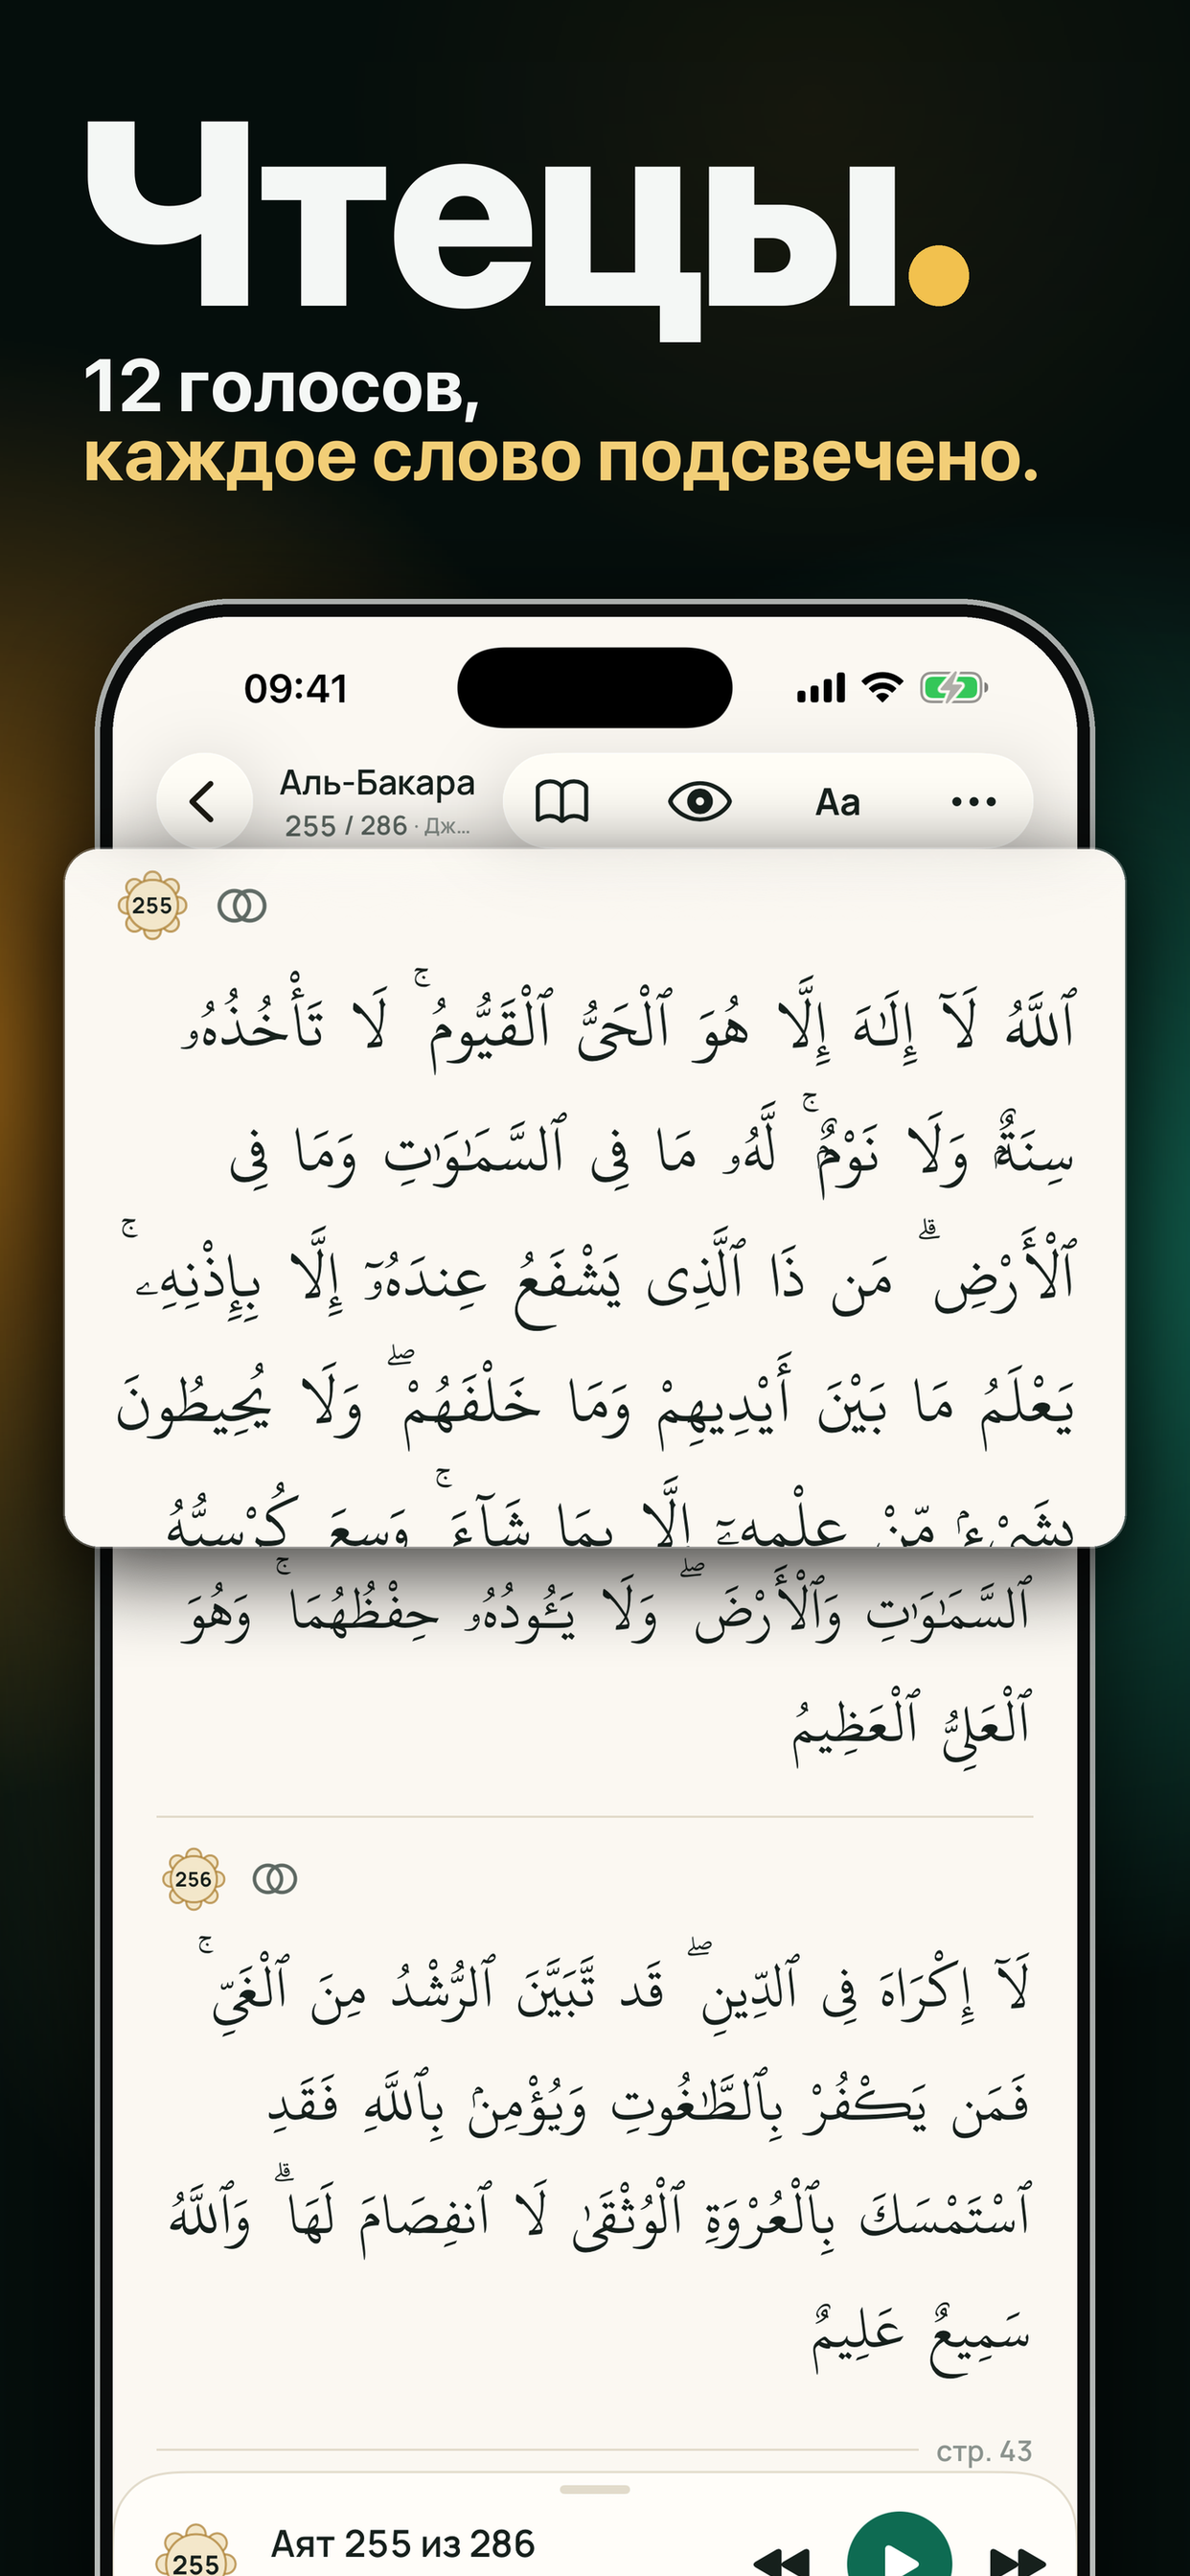 Чтецы.
12 голосов,
каждое слово подсвечено.
09:41
Аль-Бакара
255 / 286 · Дж...
Aa
255
ٱللَّهُ لَآ إِلَـٰهَ إِلَّا هُوَ ٱلْحَىُّ ٱلْقَيُّومُ ۚ لَا تَأْخُذُهُۥ
سِنَةٌۭ وَلَا نَوْمٌۭ ۚ لَّهُۥ مَا فِى ٱلسَّمَـٰوَٰتِ وَمَا فِى
ٱلْأَرْضِ ۗ مَن ذَا ٱلَّذِى يَشْفَعُ عِندَهُۥٓ إِلَّا بِإِذْنِهِۦ ۚ
يَعْلَمُ مَا بَيْنَ أَيْدِيهِمْ وَمَا خَلْفَهُمْ ۖ وَلَا يُحِيطُونَ
بِشَىْءٍۢ مِّنْ عِلْمِهِۦٓ إِلَّا بِمَا شَآءَ ۚ وَسِعَ كُرْسِيُّهُ
ٱلسَّمَـٰوَٰتِ وَٱلْأَرْضَ ۖ وَلَا يَـُٔودُهُۥ حِفْظُهُمَا ۚ وَهُوَ
ٱلْعَلِىُّ ٱلْعَظِيمُ
256
لَآ إِكْرَاهَ فِى ٱلدِّينِ ۖ قَد تَّبَيَّنَ ٱلرُّشْدُ مِنَ ٱلْغَىِّ ۚ
فَمَن يَكْفُرْ بِٱلطَّـٰغُوتِ وَيُؤْمِنۢ بِٱللَّهِ فَقَدِ
ٱسْتَمْسَكَ بِٱلْعُرْوَةِ ٱلْوُثْقَىٰ لَا ٱنفِصَامَ لَهَا ۗ وَٱللَّهُ
سَمِيعٌ عَلِيمٌ
стр. 43
255
Аят 255 из 286